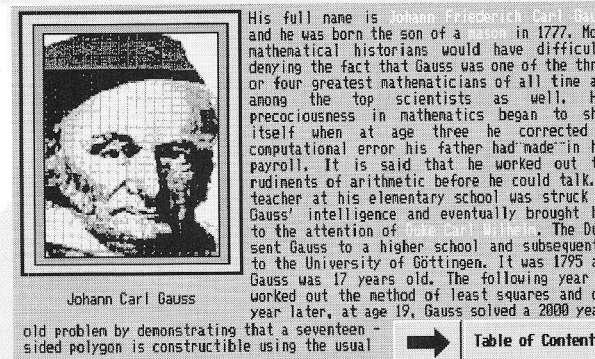 His full name is Johann Friederich Carl Gau
and he was born the son of a mason in 1777. Mo
mathematical historians would have difficul
denying the fact that Gauss was one of the thr
or four greatest mathematicians of all time a
among the top scientists as well. H
precociousness in mathematics began to sh
itself when at age three he corrected
computational error his father had made in h
payroll. It is said that he worked out t
rudiments of arithmetic before he could talk.
teacher at his elementary school was struck
Gauss' intelligence and eventually brought h
to the attention of Duke Carl Wilhelm. The Du
sent Gauss to a higher school and subsequent
to the University of Göttingen. It was 1795 a
Gauss was 17 years old. The following year
worked out the method of least squares and o
year later, at age 19, Gauss solved a 2000 yea
Johann Carl Gauss
old problem by demonstrating that a seventeen -
sided polygon is constructible using the usual
Table of Content